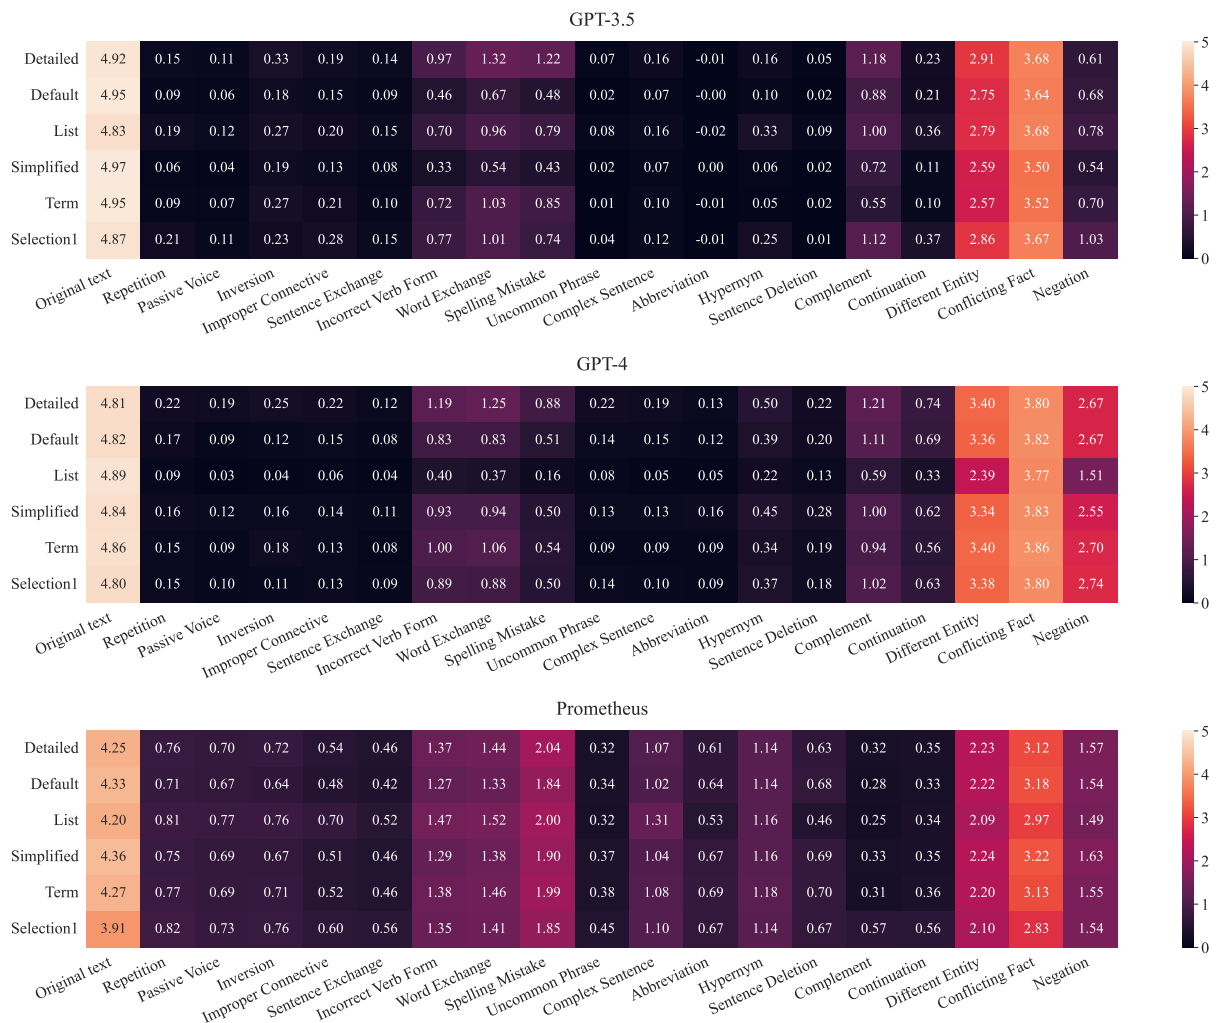 GPT-3.5
Detailed 4.92 0.15 0.11 0.33 0.19 0.14 0.97 1.32 1.22 0.07 0.16 -0.01 0.16 0.05 1.18 0.23 2.91 3.68 0.61
Default 4.95 0.09 0.06 0.18 0.15 0.09 0.46 0.67 0.48 0.02 0.07 -0.00 0.10 0.02 0.88 0.21 2.75 3.64 0.68
List 4.83 0.19 0.12 0.27 0.20 0.15 0.70 0.96 0.79 0.08 0.16 -0.02 0.33 0.09 1.00 0.36 2.79 3.68 0.78
Simplified 4.97 0.06 0.04 0.19 0.13 0.08 0.33 0.54 0.43 0.02 0.07 0.00 0.06 0.02 0.72 0.11 2.59 3.50 0.54
Term 4.95 0.09 0.07 0.27 0.21 0.10 0.72 1.03 0.85 0.01 0.10 -0.01 0.05 0.02 0.55 0.10 2.57 3.52 0.70
Selection1 4.87 0.21 0.11 0.23 0.28 0.15 0.77 1.01 0.74 0.04 0.12 -0.01 0.25 0.01 1.12 0.37 2.86 3.67 1.03
Original text Repetition Passive Voice Inversion Improper Connective Sentence Exchange Incorrect Verb Form Word Exchange Spelling Mistake Uncommon Phrase Complex Sentence Abbreviation Hypernym Sentence Deletion Complement Continuation Different Entity Conflicting Fact Negation
5
4
3
2
1
0
GPT-4
Detailed 4.81 0.22 0.19 0.25 0.22 0.12 1.19 1.25 0.88 0.22 0.19 0.13 0.50 0.22 1.21 0.74 3.40 3.80 2.67
Default 4.82 0.17 0.09 0.12 0.15 0.08 0.83 0.83 0.51 0.14 0.15 0.12 0.39 0.20 1.11 0.69 3.36 3.82 2.67
List 4.89 0.09 0.03 0.04 0.06 0.04 0.40 0.37 0.16 0.08 0.05 0.05 0.22 0.13 0.59 0.33 2.39 3.77 1.51
Simplified 4.84 0.16 0.12 0.16 0.14 0.11 0.93 0.94 0.50 0.13 0.13 0.16 0.45 0.28 1.00 0.62 3.34 3.83 2.55
Term 4.86 0.15 0.09 0.18 0.13 0.08 1.00 1.06 0.54 0.09 0.09 0.09 0.34 0.19 0.94 0.56 3.40 3.86 2.70
Selection1 4.80 0.15 0.10 0.11 0.13 0.09 0.89 0.88 0.50 0.14 0.10 0.09 0.37 0.18 1.02 0.63 3.38 3.80 2.74
Original text Repetition Passive Voice Inversion Improper Connective Sentence Exchange Incorrect Verb Form Word Exchange Spelling Mistake Uncommon Phrase Complex Sentence Abbreviation Hypernym Sentence Deletion Complement Continuation Different Entity Conflicting Fact Negation
5
4
3
2
1
0
Prometheus
Detailed 4.25 0.76 0.70 0.72 0.54 0.46 1.37 1.44 2.04 0.32 1.07 0.61 1.14 0.63 0.32 0.35 2.23 3.12 1.57
Default 4.33 0.71 0.67 0.64 0.48 0.42 1.27 1.33 1.84 0.34 1.02 0.64 1.14 0.68 0.28 0.33 2.22 3.18 1.54
List 4.20 0.81 0.77 0.76 0.70 0.52 1.47 1.52 2.00 0.32 1.31 0.53 1.16 0.46 0.25 0.34 2.09 2.97 1.49
Simplified 4.36 0.75 0.69 0.67 0.51 0.46 1.29 1.38 1.90 0.37 1.04 0.67 1.16 0.69 0.33 0.35 2.24 3.22 1.63
Term 4.27 0.77 0.69 0.71 0.52 0.46 1.38 1.46 1.99 0.38 1.08 0.69 1.18 0.70 0.31 0.36 2.20 3.13 1.55
Selection1 3.91 0.82 0.73 0.76 0.60 0.56 1.35 1.41 1.85 0.45 1.10 0.67 1.14 0.67 0.57 0.56 2.10 2.83 1.54
Original text Repetition Passive Voice Inversion Improper Connective Sentence Exchange Incorrect Verb Form Word Exchange Spelling Mistake Uncommon Phrase Complex Sentence Abbreviation Hypernym Sentence Deletion Complement Continuation Different Entity Conflicting Fact Negation
5
4
3
2
1
0